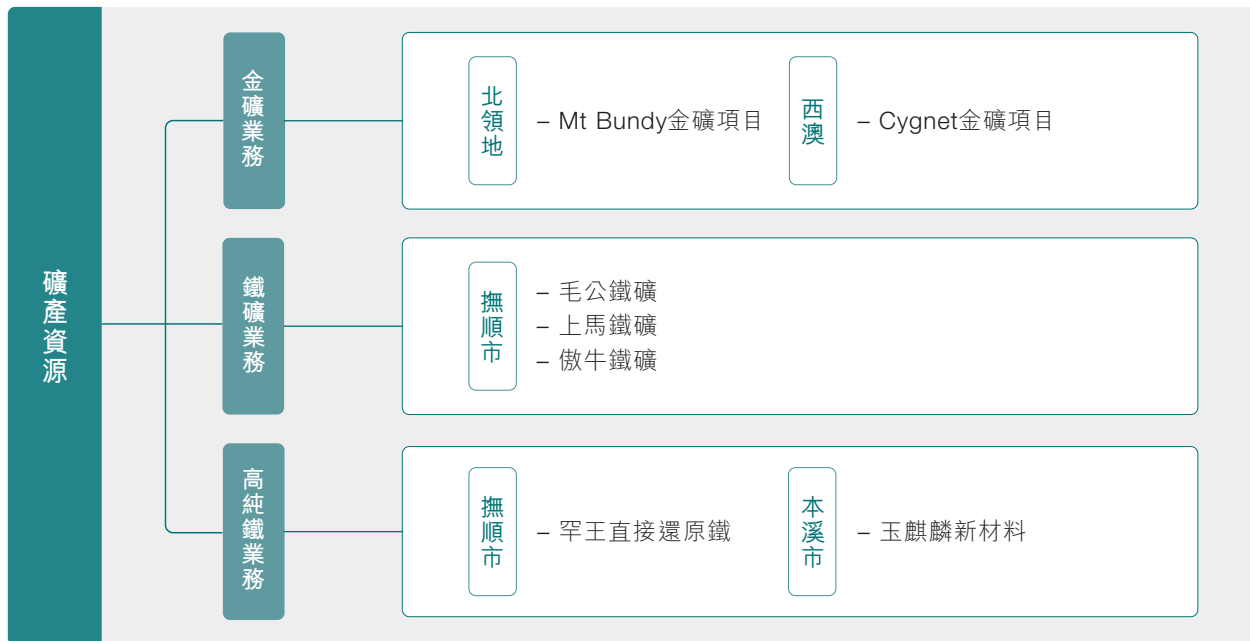 礦產資源
金礦業務
北領地
– Mt Bundy金礦項目
西澳
– Cygnet金礦項目
鐵礦業務
撫順市
– 毛公鐵礦
– 上馬鐵礦
– 傲牛鐵礦
高純鐵業務
撫順市
– 罕王直接還原鐵
本溪市
– 玉麒麟新材料